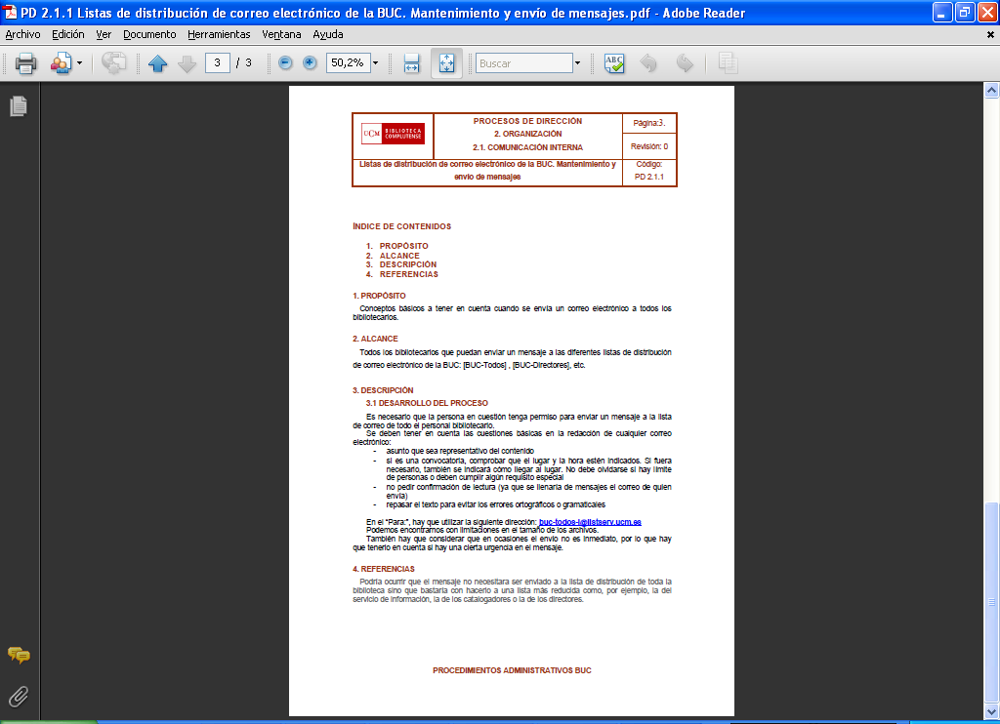 PD 2.1.1 Listas de distribución de correo electrónico de la BUC. Mantenimiento y envío de mensajes.pdf - Adobe Reader
Archivo Edición Ver Documento Herramientas Ventana Ayuda
3 / 3 50,2% Buscar ABC
UCM BIBLIOTECA COMPLUTENSE
PROCESOS DE DIRECCIÓN
2. ORGANIZACIÓN
2.1. COMUNICACIÓN INTERNA
Página:3.
Revisión: 0
Listas de distribución de correo electrónico de la BUC. Mantenimiento y
envío de mensajes
Código:
PD 2.1.1
ÍNDICE DE CONTENIDOS
1. PROPÓSITO
2. ALCANCE
3. DESCRIPCIÓN
4. REFERENCIAS
1. PROPÓSITO
Conceptos básicos a tener en cuenta cuando se envía un correo electrónico a todos los
bibliotecarios.
2. ALCANCE
Todos los bibliotecarios que puedan enviar un mensaje a las diferentes listas de distribución
de correo electrónico de la BUC: [BUC-Todos] , [BUC-Directores], etc.
3. DESCRIPCIÓN
3.1 DESARROLLO DEL PROCESO
Es necesario que la persona en cuestión tenga permiso para enviar un mensaje a la lista
de correo de todo el personal bibliotecario.
Se deben tener en cuenta las cuestiones básicas en la redacción de cualquier correo
electrónico:
- asunto que sea representativo del contenido
- si es una convocatoria, comprobar que el lugar y la hora estén indicados. Si fuera
necesario, también se indicará cómo llegar al lugar. No debe olvidarse si hay límite
de personas o deben cumplir algún requisito especial
- no pedir confirmación de lectura (ya que se llenaría de mensajes el correo de quien
envía)
- repasar el texto para evitar los errores ortográficos o gramaticales
En el "Para:", hay que utilizar la siguiente dirección: buc-todos-l@listserv.ucm.es
Podemos encontrarnos con limitaciones en el tamaño de los archivos.
También hay que considerar que en ocasiones el envío no es inmediato, por lo que hay
que tenerlo en cuenta si hay una cierta urgencia en el mensaje.
4. REFERENCIAS
Podría ocurrir que el mensaje no necesitara ser enviado a la lista de distribución de toda la
biblioteca sino que bastaría con hacerlo a una lista más reducida como, por ejemplo, la del
servicio de información, la de los catalogadores o la de los directores.
PROCEDIMIENTOS ADMINISTRATIVOS BUC